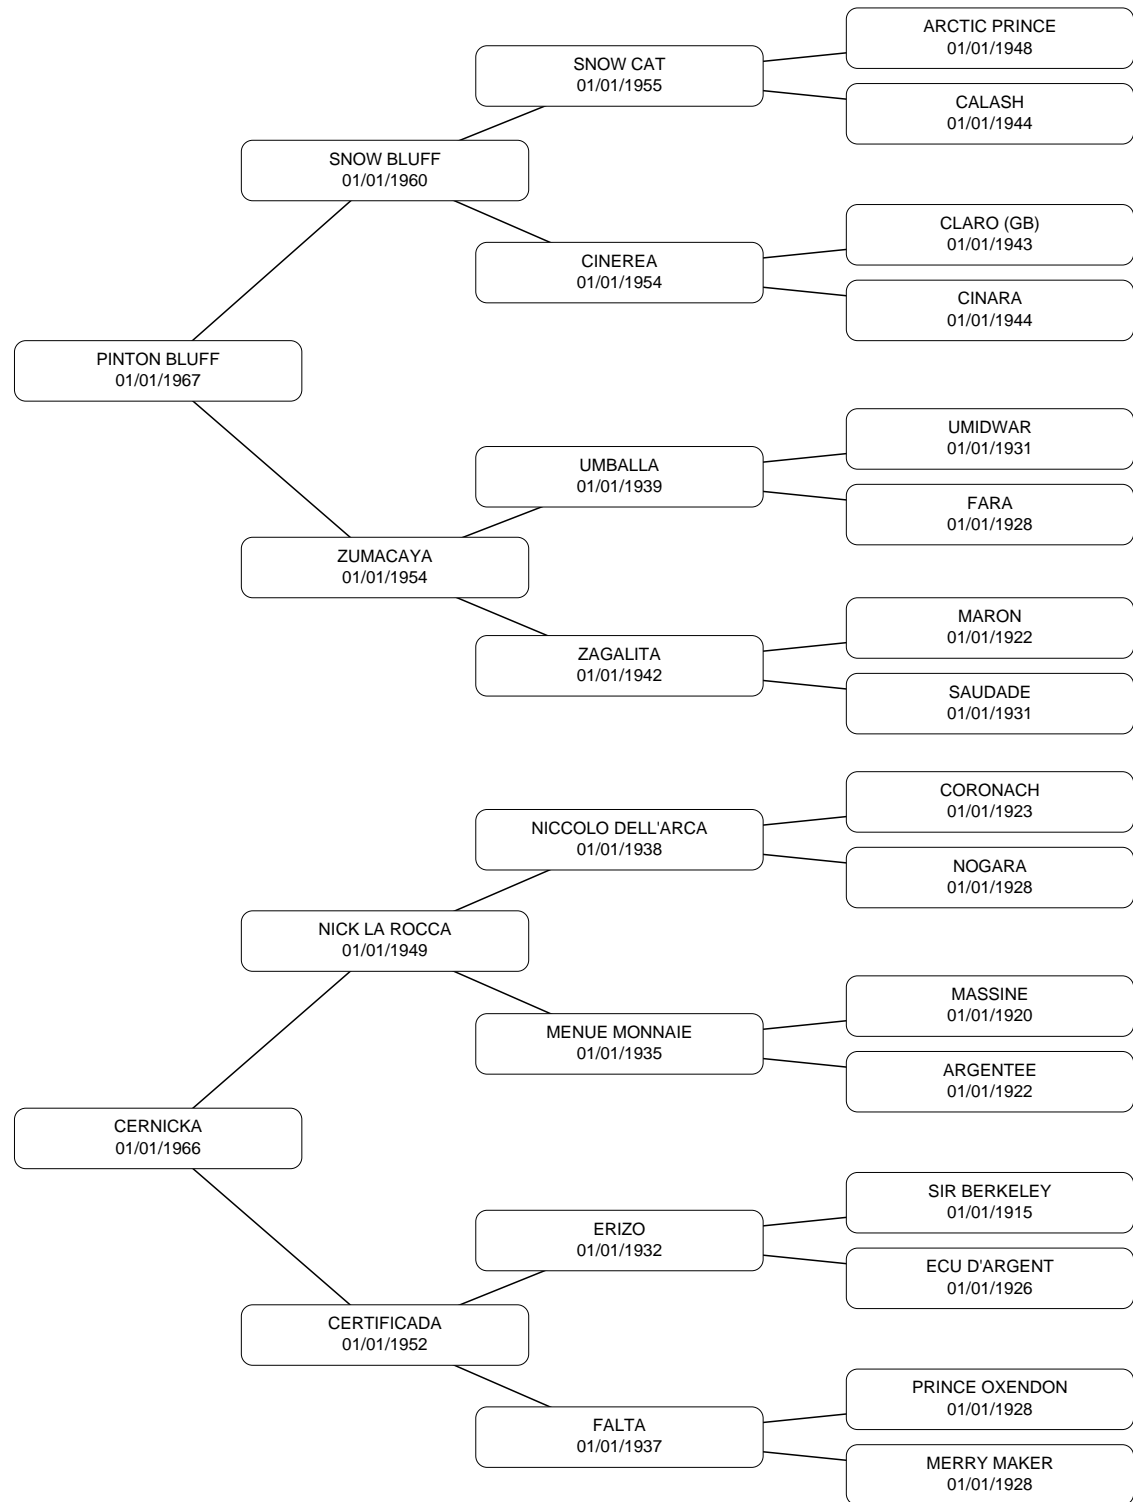 ARCTIC PRINCE
01/01/1948
SNOW CAT
01/01/1955
CALASH
01/01/1944
SNOW BLUFF
01/01/1960
CLARO (GB)
01/01/1943
CINEREA
01/01/1954
CINARA
01/01/1944
PINTON BLUFF
01/01/1967
UMIDWAR
01/01/1931
UMBALLA
01/01/1939
FARA
01/01/1928
ZUMACAYA
01/01/1954
MARON
01/01/1922
ZAGALITA
01/01/1942
SAUDADE
01/01/1931
CORONACH
01/01/1923
NICCOLO DELL'ARCA
01/01/1938
NOGARA
01/01/1928
NICK LA ROCCA
01/01/1949
MASSINE
01/01/1920
MENUE MONNAIE
01/01/1935
ARGENTEE
01/01/1922
CERNICKA
01/01/1966
SIR BERKELEY
01/01/1915
ERIZO
01/01/1932
ECU D'ARGENT
01/01/1926
CERTIFICADA
01/01/1952
PRINCE OXENDON
01/01/1928
FALTA
01/01/1937
MERRY MAKER
01/01/1928